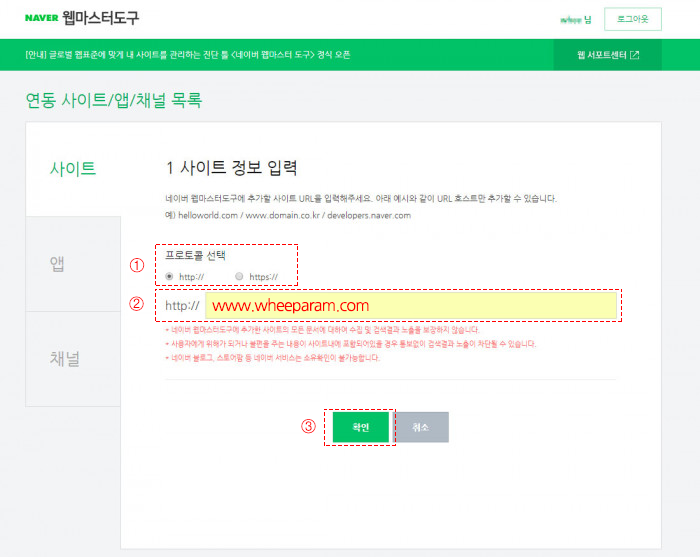 NAVER 웹마스터도구
님
로그아웃
[안내] 글로벌 웹표준에 맞게 내 사이트를 관리하는 진단 툴 <네이버 웹마스터 도구> 정식 오픈
웹 서포트센터
연동 사이트/앱/채널 목록
사이트
앱
채널
1 사이트 정보 입력
네이버 웹마스터도구에 추가할 사이트 URL을 입력해주세요. 아래 예시와 같이 URL 호스트만 추가할 수 있습니다.
예) helloworld.com / www.domain.co.kr / developers.naver.com
① 프로토콜 선택
http:// https://
② http:// www.wheeparam.com
* 네이버 웹마스터도구에 추가한 사이트의 모든 문서에 대하여 수집 및 검색결과 노출을 보장하지 않습니다.
* 사용자에게 위해가 되거나 불편을 주는 내용이 사이트내에 포함되어있을 경우 통보없이 검색결과 노출이 차단될 수 있습니다.
* 네이버 블로그, 스토어팜 등 네이버 서비스는 소유확인이 불가능합니다.
③ 확인 취소